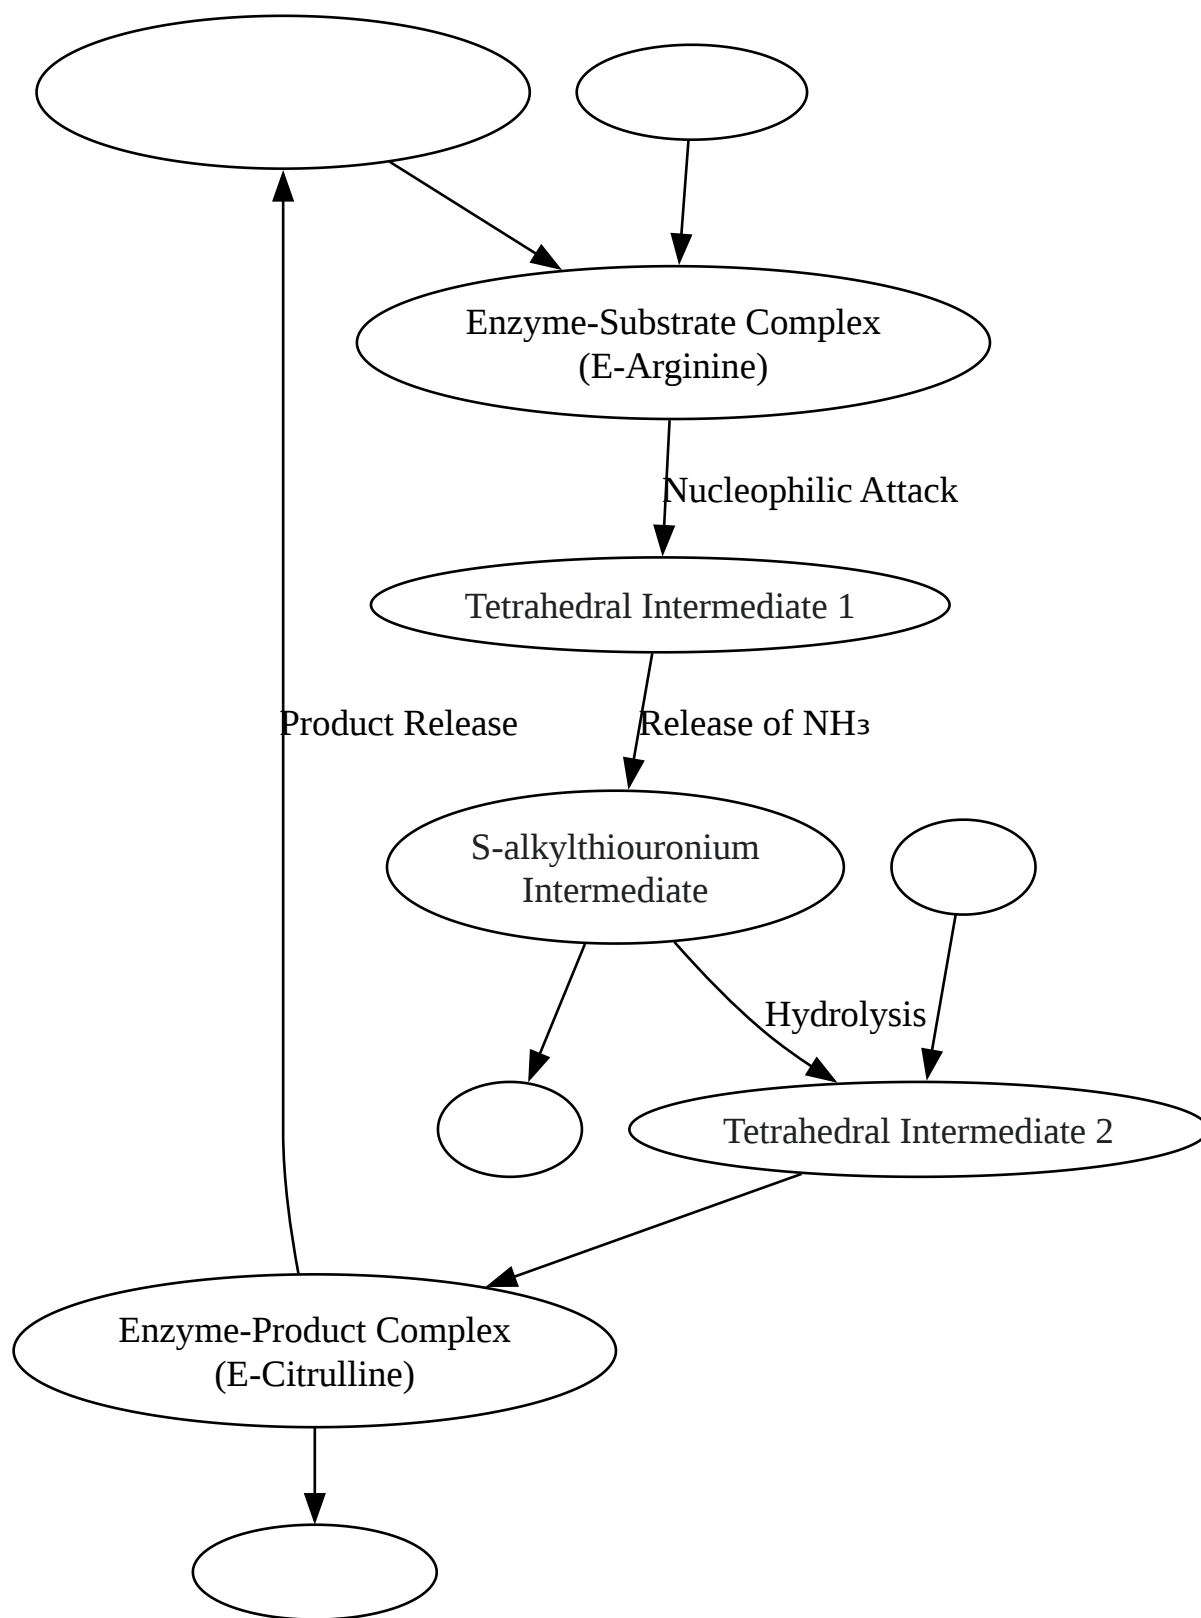 Enzyme-Substrate Complex
(E-Arginine)
Nucleophilic Attack
Tetrahedral Intermediate 1
Product Release
Release of NH₃
S-alkylthiouronium
Intermediate
Hydrolysis
Tetrahedral Intermediate 2
Enzyme-Product Complex
(E-Citrulline)